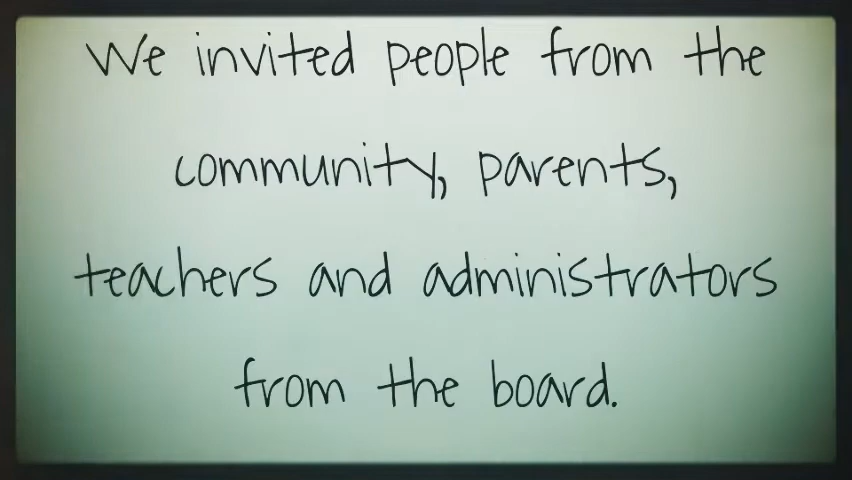 We invited people from the
community, parents,
teachers and administrators
from the board.